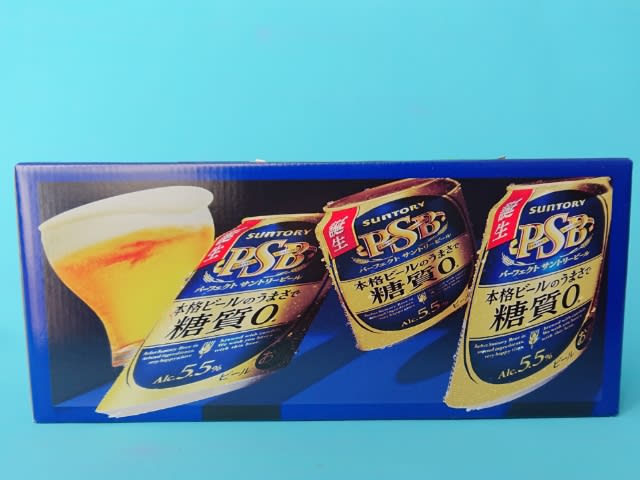 誕生
SUNTORY
PSB
パーフェクト サントリービール
本格ビールのうまさで
糖質0
Alc.5.5%
ビール
誕生
SUNTORY
PSB
パーフェクト サントリービール
本格ビールのうまさで
糖質0
Alc.5.5
誕生
SUNTORY
PSB
パーフェクト サントリービール
本格ビールのうまさで
糖質0
Alc.5.5%
ビール